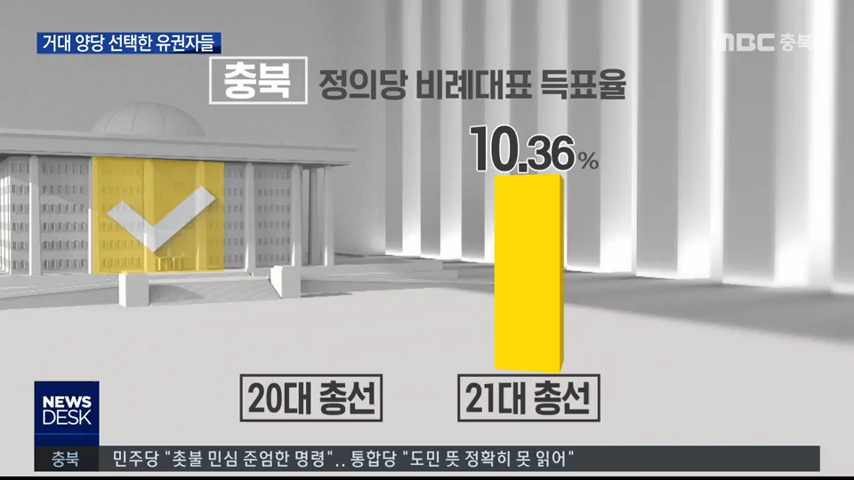 거대 양당 선택한 유권자들
MBC 충북
충북 정의당 비례대표 득표율
10.36%
20대 총선
21대 총선
NEWS
DESK
충북 민주당 "촛불 민심 준엄한 명령".. 통합당 "도민 뜻 정확히 못 읽어"